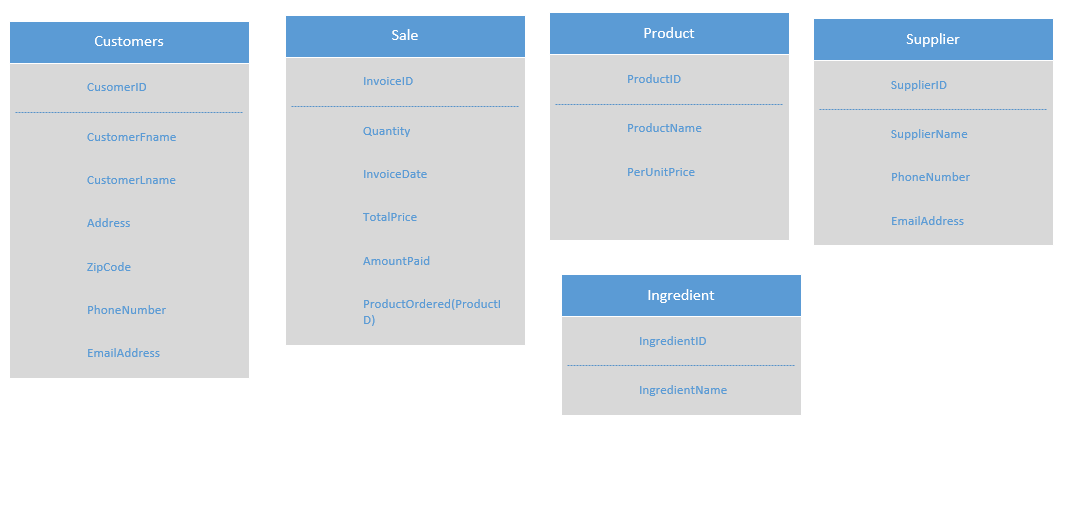 Customers
CusomerID
CustomerFname
CustomerLname
Address
ZipCode
PhoneNumber
EmailAddress
Sale
InvoiceID
Quantity
InvoiceDate
TotalPrice
AmountPaid
ProductOrdered(ProductI
D)
Product
ProductID
ProductName
PerUnitPrice
Supplier
SupplierID
SupplierName
PhoneNumber
EmailAddress
Ingredient
IngredientID
IngredientName